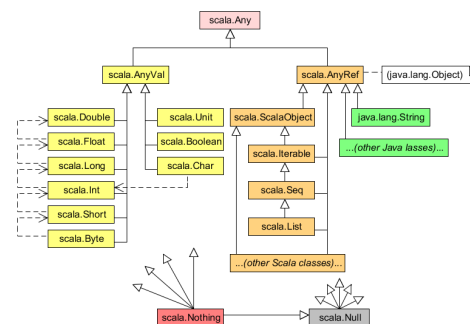 scala.Any
scala.AnyVal
scala.AnyRef
(java.lang.Object)
scala.Double
scala.Unit
scala.ScalaObject
java.lang.String
scala.Float
scala.Boolean
scala.Iterable
...(other Java lasses)...
scala.Long
scala.Char
scala.Seq
scala.Int
scala.Short
scala.List
scala.Byte
...(other Scala classes)...
scala.Nothing
scala.Null